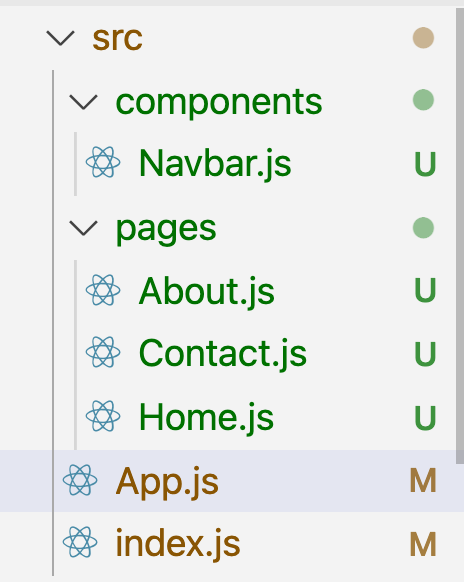 src
components
Navbar.js U
pages
About.js U
Contact.js U
Home.js U
App.js M
index.js M